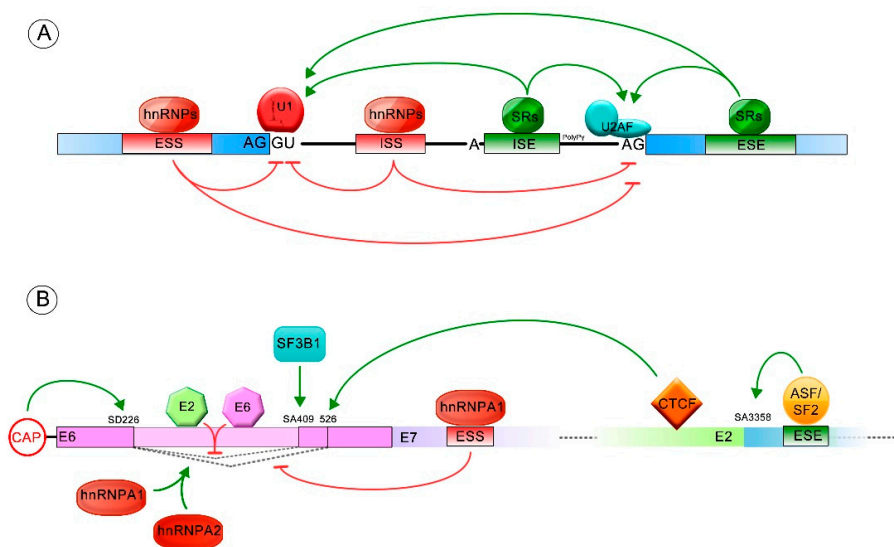 A
hnRNPs
U1
hnRNPs
SRs
U2AF
SRs
ESS
AG
GU
ISS
A
ISE
PolyPy
AG
ESE
B
SF3B1
E2
E6
hnRNPA1
CTCF
ASF/
SF2
SD226
SA409
526
SA3358
CAP
E6
E7
ESS
E2
ESE
hnRNPA1
hnRNPA2